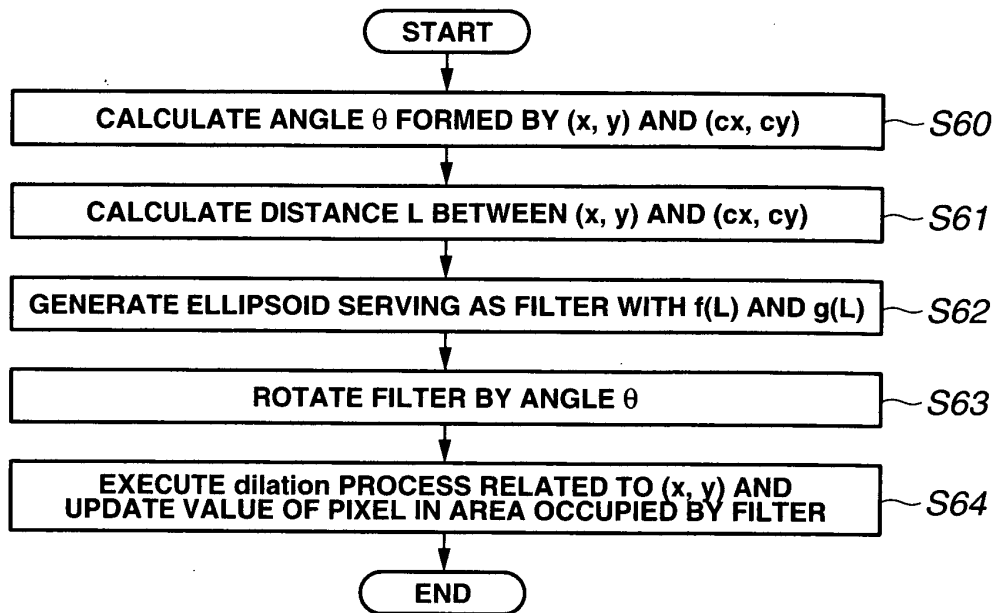 START
CALCULATE ANGLE θ FORMED BY (x, y) AND (cx, cy)
S60
CALCULATE DISTANCE L BETWEEN (x, y) AND (cx, cy)
S61
GENERATE ELLIPSOID SERVING AS FILTER WITH f(L) AND g(L)
S62
ROTATE FILTER BY ANGLE θ
S63
EXECUTE dilation PROCESS RELATED TO (x, y) AND
UPDATE VALUE OF PIXEL IN AREA OCCUPIED BY FILTER
S64
END